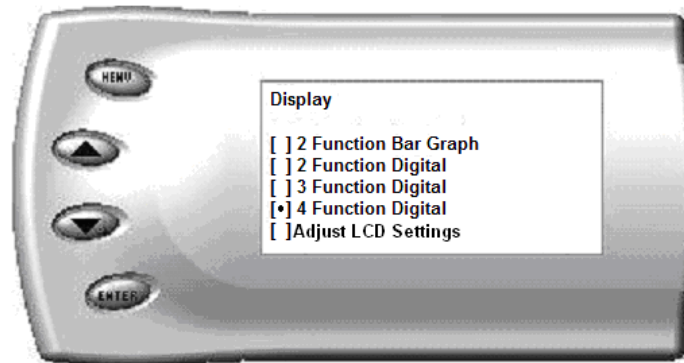 MENU
Display
[ ] 2 Function Bar Graph
[ ] 2 Function Digital
[ ] 3 Function Digital
[•] 4 Function Digital
[ ]Adjust LCD Settings
ENTER